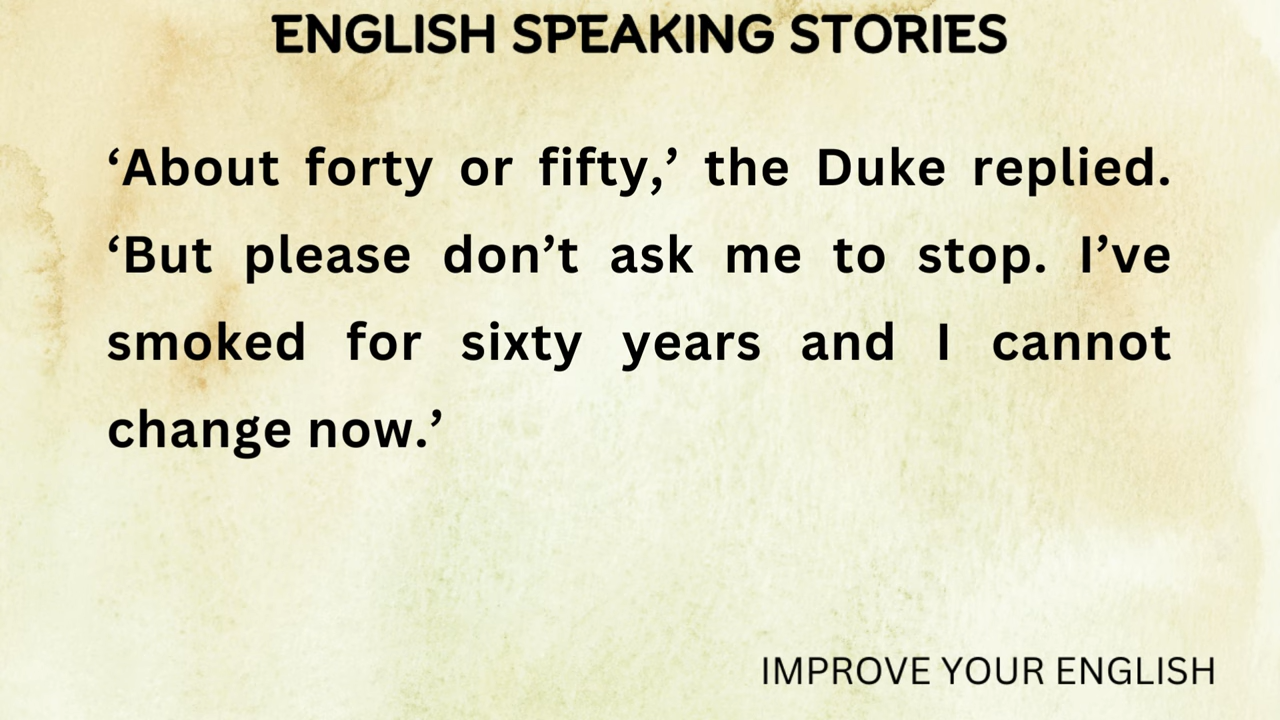 ENGLISH SPEAKING STORIES
‘About forty or fifty,’ the Duke replied.
‘But please don’t ask me to stop. I’ve
smoked for sixty years and I cannot
change now.’
IMPROVE YOUR ENGLISH